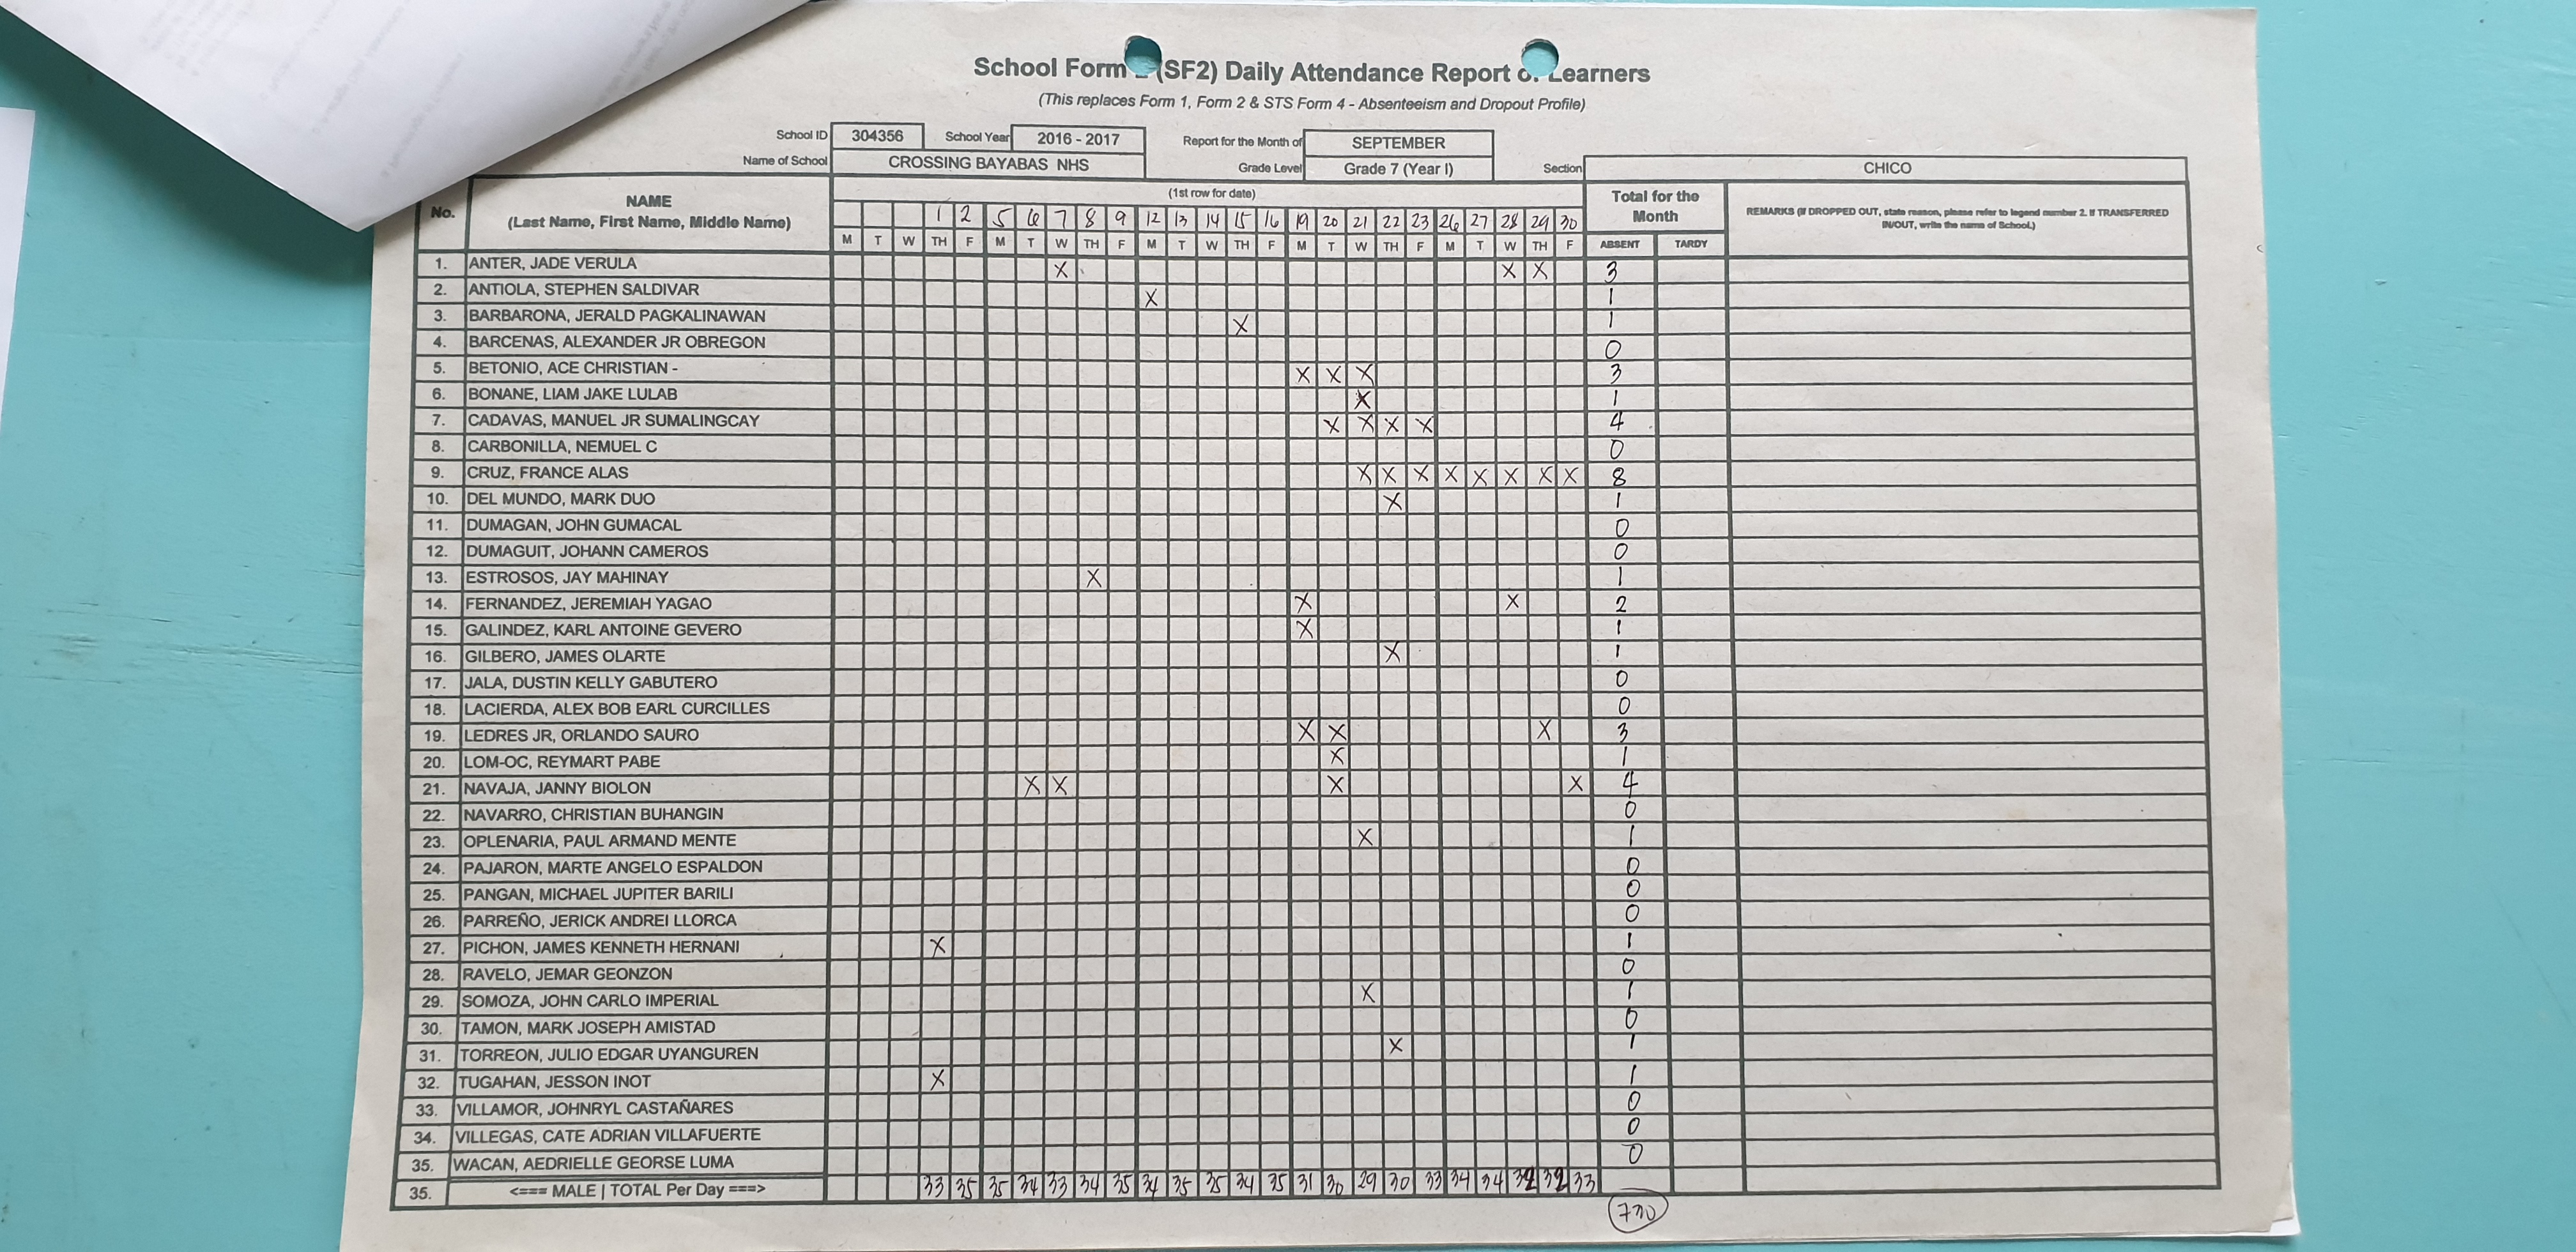 School Form (SF2) Daily Attendance Report of Learners
(This replaces Form 1, Form 2 & STS Form 4 - Absenteeism and Dropout Profile)
School ID 304356 School Year 2016 - 2017 Report for the Month of SEPTEMBER
Name of School CROSSING BAYABAS NHS Grade Level Grade 7 (Year I) Section CHICO
No. NAME (Last Name, First Name, Middle Name) (1st row for date) Total for the Month REMARKS (If DROPPED OUT, state reason, please refer to legend number 2. If TRANSFERRED IN/OUT, write the name of School.)
1 2 5 6 7 8 9 12 13 14 15 16 19 20 21 22 23 26 27 28 29 30
M T W TH F M T W TH F M T W TH F M T W TH F M T W TH F ABSENT TARDY
1. ANTER, JADE VERULA X X X 3
2. ANTIOLA, STEPHEN SALDIVAR X 1
3. BARBARONA, JERALD PAGKALINAWAN X 1
4. BARCENAS, ALEXANDER JR OBREGON 0
5. BETONIO, ACE CHRISTIAN - X X X 3
6. BONANE, LIAM JAKE LULAB X 1
7. CADAVAS, MANUEL JR SUMALINGCAY X X X X 4
8. CARBONILLA, NEMUEL C 0
9. CRUZ, FRANCE ALAS X X X X X X X X 8
10. DEL MUNDO, MARK DUO X 1
11. DUMAGAN, JOHN GUMACAL 0
12. DUMAGUIT, JOHANN CAMEROS 0
13. ESTROSOS, JAY MAHINAY X 1
14. FERNANDEZ, JEREMIAH YAGAO X X 2
15. GALINDEZ, KARL ANTOINE GEVERO X 1
16. GILBERO, JAMES OLARTE X 1
17. JALA, DUSTIN KELLY GABUTERO 0
18. LACIERDA, ALEX BOB EARL CURCILLES 0
19. LEDRES JR, ORLANDO SAURO X X X 3
20. LOM-OC, REYMART PABE X 1
21. NAVAJA, JANNY BIOLON X X X X 4
22. NAVARRO, CHRISTIAN BUHANGIN 0
23. OPLENARIA, PAUL ARMAND MENTE X 1
24. PAJARON, MARTE ANGELO ESPALDON 0
25. PANGAN, MICHAEL JUPITER BARILI 0
26. PARREÑO, JERICK ANDREI LLORCA 0
27. PICHON, JAMES KENNETH HERNANI X 1
28. RAVELO, JEMAR GEONZON 0
29. SOMOZA, JOHN CARLO IMPERIAL X 1
30. TAMON, MARK JOSEPH AMISTAD 0
31. TORREON, JULIO EDGAR UYANGUREN X 1
32. TUGAHAN, JESSON INOT X 1
33. VILLAMOR, JOHNRYL CASTAÑARES 0
34. VILLEGAS, CATE ADRIAN VILLAFUERTE 0
35. WACAN, AEDRIELLE GEORSE LUMA 0
35. <=== MALE | TOTAL Per Day ===> 33 35 35 34 33 34 35 34 35 35 34 35 31 30 29 30 33 34 34 32 32 33